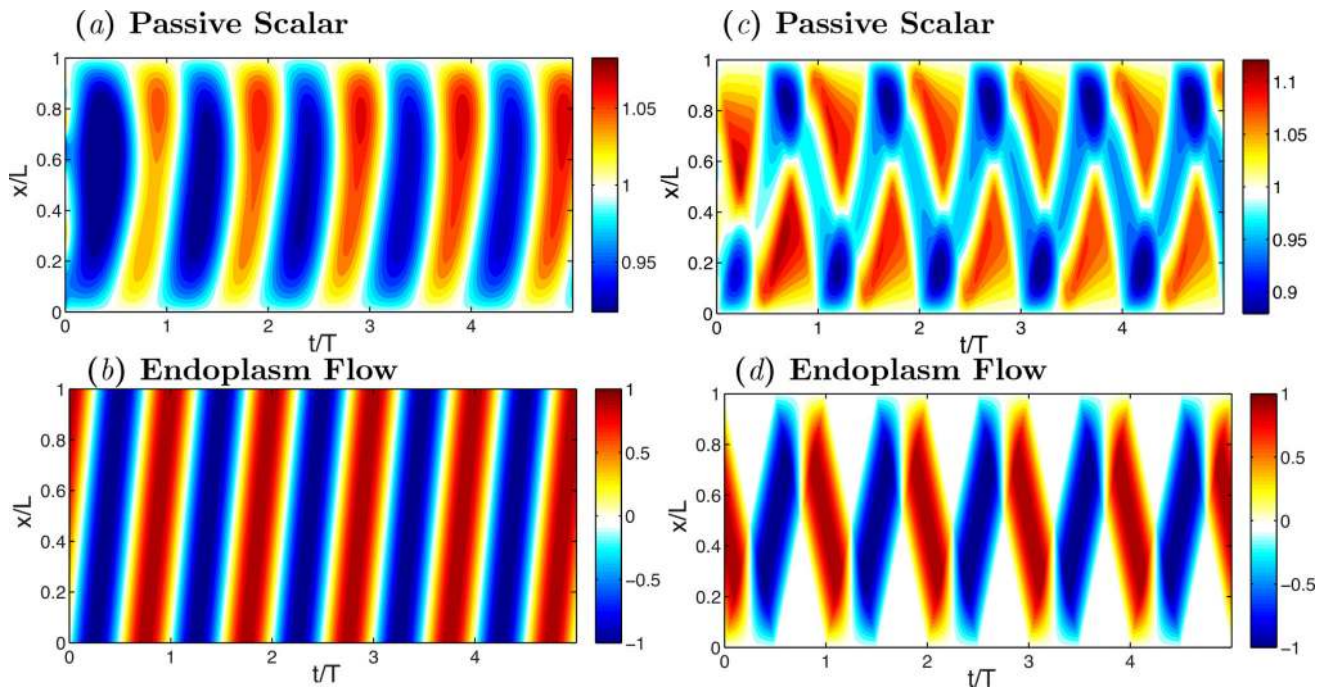 (a) Passive Scalar
1
0.8
0.6
0.4
0.2
0
x/L
0 1 2 3 4
t/T
1.05
1
0.95
(c) Passive Scalar
1
0.8
0.6
0.4
0.2
0
x/L
0 1 2 3 4
t/T
1.1
1.05
1
0.95
0.9
(b) Endoplasm Flow
1
0.8
0.6
0.4
0.2
0
x/L
0 1 2 3 4
t/T
1
0.5
0
−0.5
−1
(d) Endoplasm Flow
1
0.8
0.6
0.4
0.2
0
x/L
0 1 2 3 4
t/T
1
0.5
0
−0.5
−1